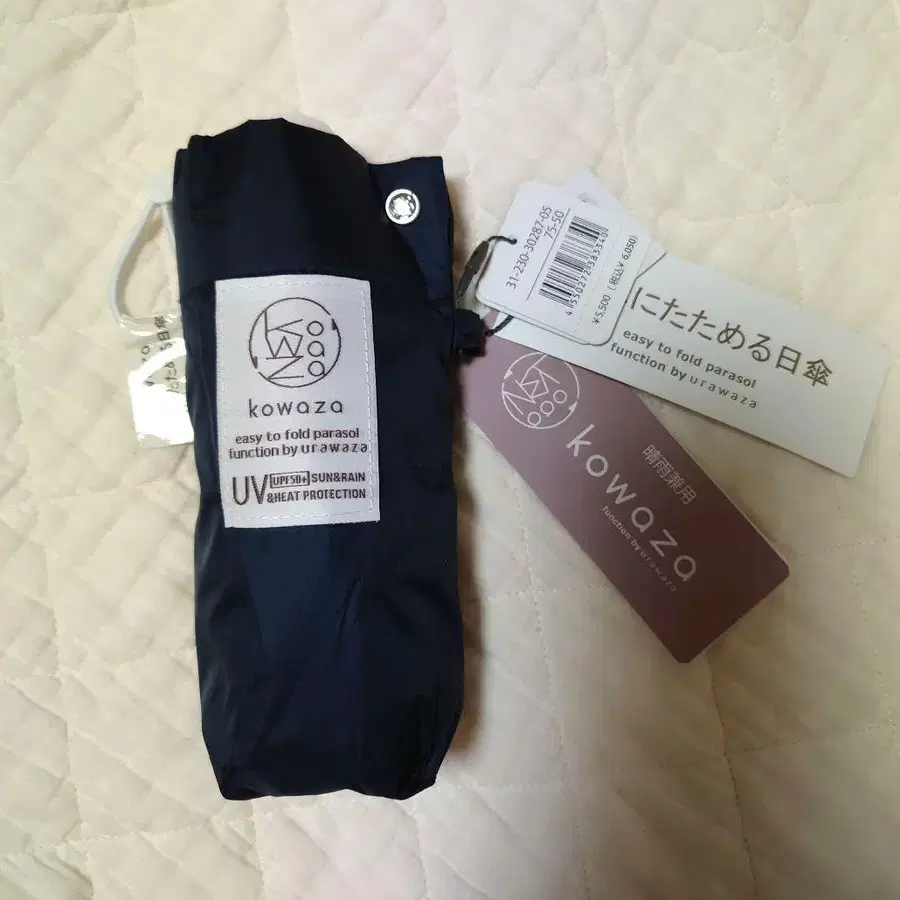 kowaza
kowaza
easy to fold parasol
function by urawaza
UV UPF50+ SUN&RAIN
&HEAT PROTECTION
31-230-30287-05
75-50
¥5,500 (税込¥ 6,050)
にたためる日傘
easy to fold parasol
function by urawaza
晴雨兼用
kowaza
function by urawaza